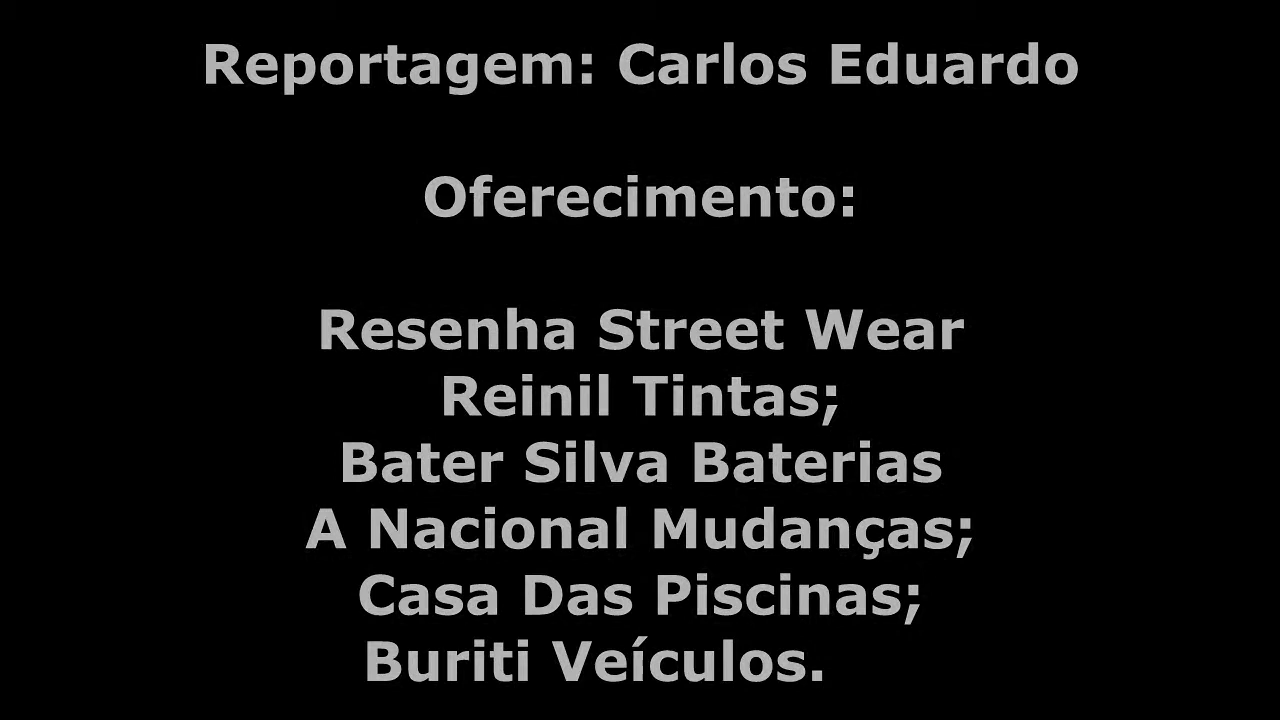 Reportagem: Carlos Eduardo
Oferecimento:
Resenha Street Wear
Reinil Tintas;
Bater Silva Baterias
A Nacional Mudanças;
Casa Das Piscinas;
Buriti Veículos.